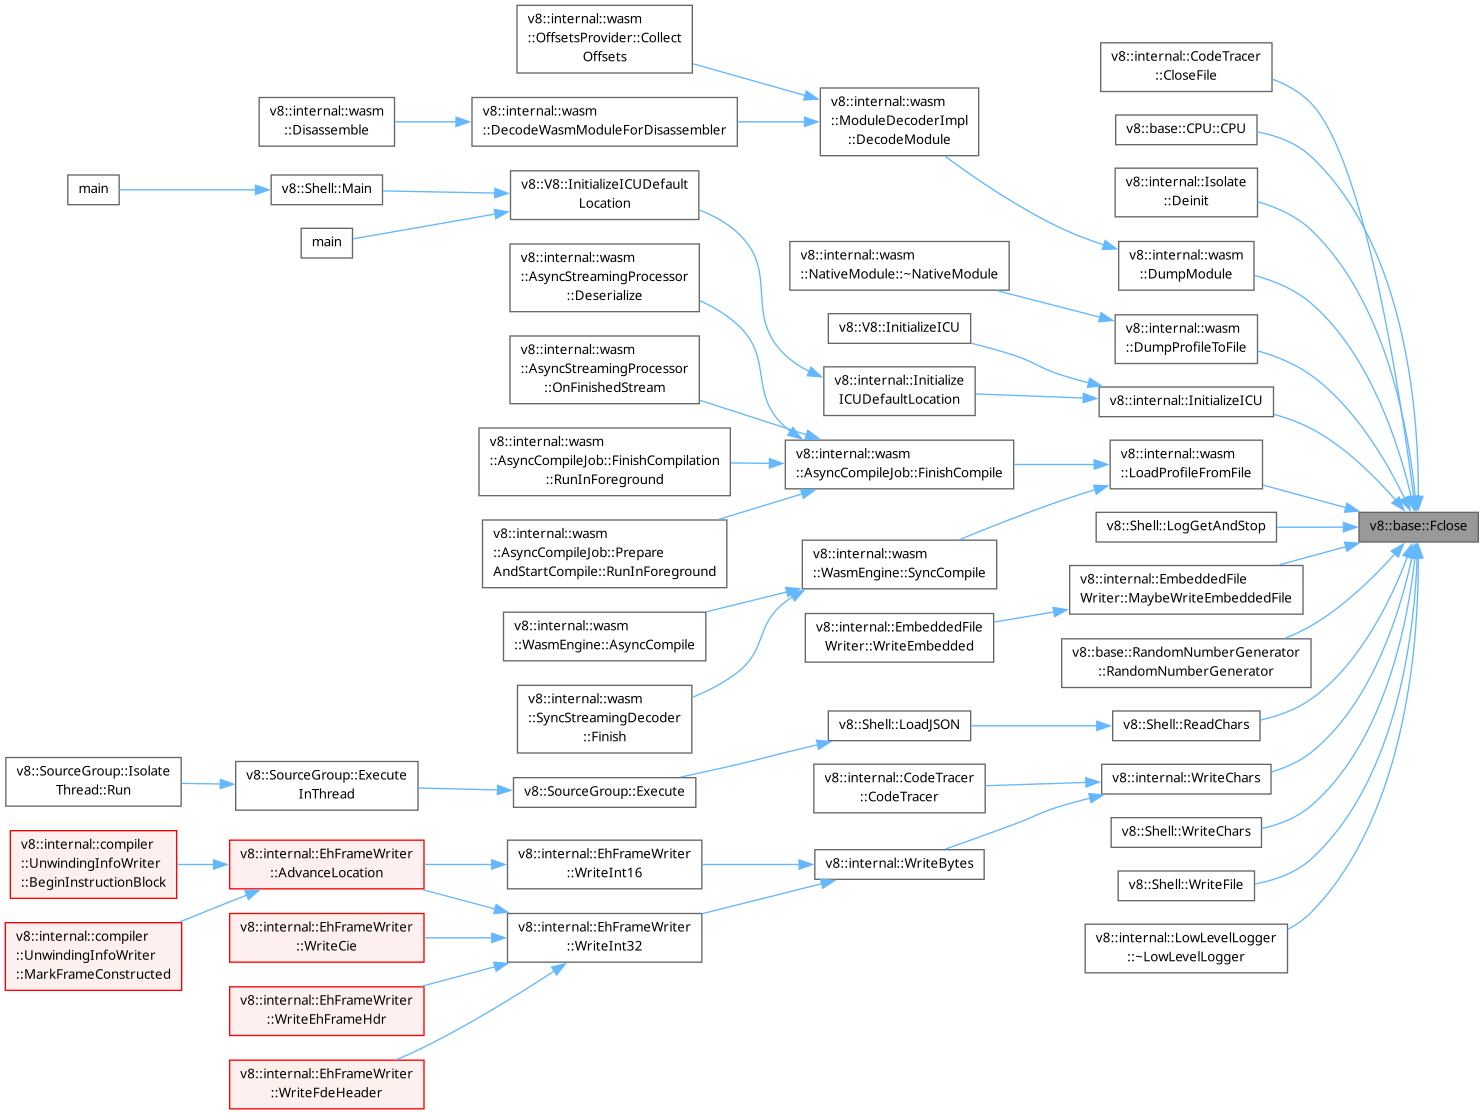 v8::internal::wasm
::OffsetsProvider::Collect
Offsets
v8::internal::CodeTracer
::CloseFile
v8::internal::wasm
::Disassemble
v8::internal::wasm
::DecodeWasmModuleForDisassembler
v8::internal::wasm
::ModuleDecoderImpl
::DecodeModule
v8::base::CPU::CPU
main
v8::Shell::Main
v8::V8::InitializeICUDefault
Location
v8::internal::Isolate
::Deinit
main
v8::internal::wasm
::AsyncStreamingProcessor
::Deserialize
v8::internal::wasm
::NativeModule::~NativeModule
v8::internal::wasm
::DumpModule
v8::V8::InitializeICU
v8::internal::wasm
::DumpProfileToFile
v8::internal::wasm
::AsyncStreamingProcessor
::OnFinishedStream
v8::internal::Initialize
ICUDefaultLocation
v8::internal::InitializeICU
v8::internal::wasm
::AsyncCompileJob::FinishCompilation
::RunInForeground
v8::internal::wasm
::AsyncCompileJob::FinishCompile
v8::internal::wasm
::LoadProfileFromFile
v8::internal::wasm
::AsyncCompileJob::Prepare
AndStartCompile::RunInForeground
v8::internal::wasm
::WasmEngine::SyncCompile
v8::Shell::LogGetAndStop
v8::base::Fclose
v8::internal::wasm
::WasmEngine::AsyncCompile
v8::internal::EmbeddedFile
Writer::WriteEmbedded
v8::internal::EmbeddedFile
Writer::MaybeWriteEmbeddedFile
v8::base::RandomNumberGenerator
::RandomNumberGenerator
v8::internal::wasm
::SyncStreamingDecoder
::Finish
v8::Shell::LoadJSON
v8::Shell::ReadChars
v8::SourceGroup::Isolate
Thread::Run
v8::SourceGroup::Execute
InThread
v8::SourceGroup::Execute
v8::internal::CodeTracer
::CodeTracer
v8::internal::WriteChars
v8::Shell::WriteChars
v8::internal::compiler
::UnwindingInfoWriter
::BeginInstructionBlock
v8::internal::EhFrameWriter
::AdvanceLocation
v8::internal::EhFrameWriter
::WriteInt16
v8::internal::WriteBytes
v8::Shell::WriteFile
v8::internal::compiler
::UnwindingInfoWriter
::MarkFrameConstructed
v8::internal::EhFrameWriter
::WriteCie
v8::internal::EhFrameWriter
::WriteInt32
v8::internal::LowLevelLogger
::~LowLevelLogger
v8::internal::EhFrameWriter
::WriteEhFrameHdr
v8::internal::EhFrameWriter
::WriteFdeHeader